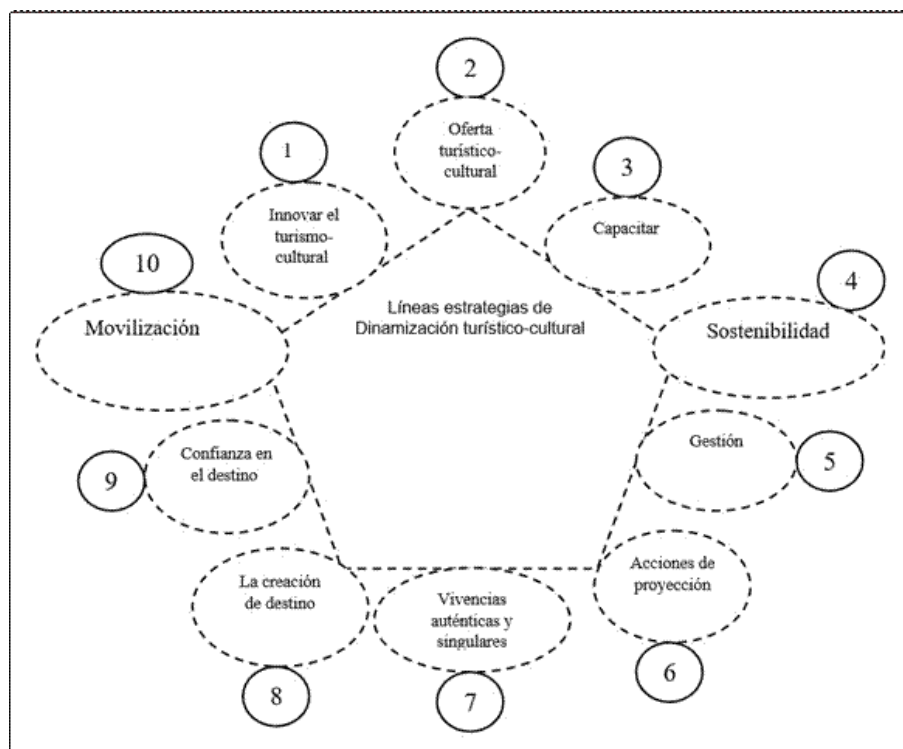 2
Oferta
turístico-
cultural
1
Innovar el
turismo-
cultural
3
Capacitar
10
Movilización
4
Sostenibilidad
Líneas estrategias de
Dinamización turístico-cultural
9
Confianza en
el destino
Gestión
5
La creación
de destino
8
Vivencias
auténticas y
singulares
7
Acciones de
proyección
6